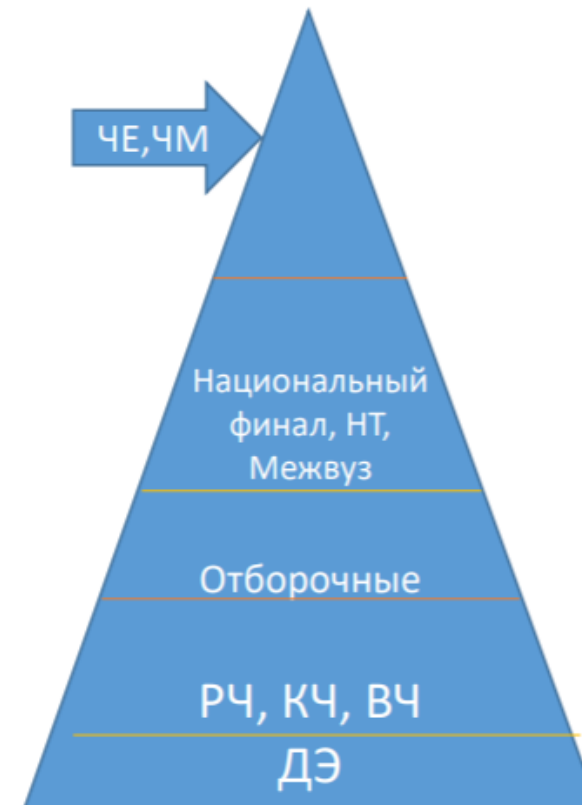 ЧЕ,ЧМ
Национальный
финал, НТ,
Межвуз
Отборочные
РЧ, КЧ, ВЧ
ДЭ